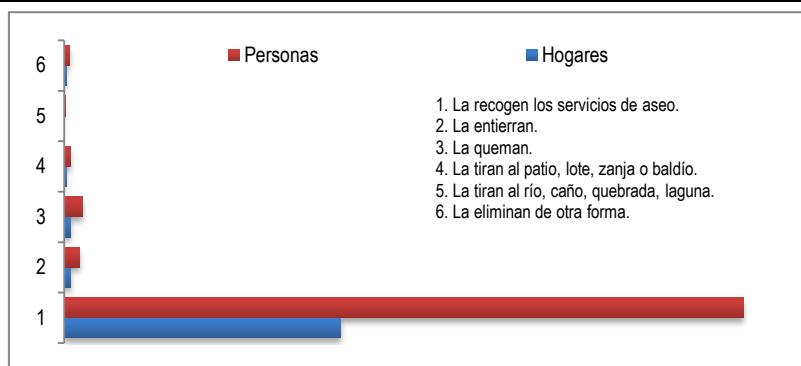 Personas
Hogares
1. La recogen los servicios de aseo.
2. La entierran.
3. La queman.
4. La tiran al patio, lote, zanja o baldío.
5. La tiran al río, caño, quebrada, laguna.
6. La eliminan de otra forma.
6
5
4
3
2
1